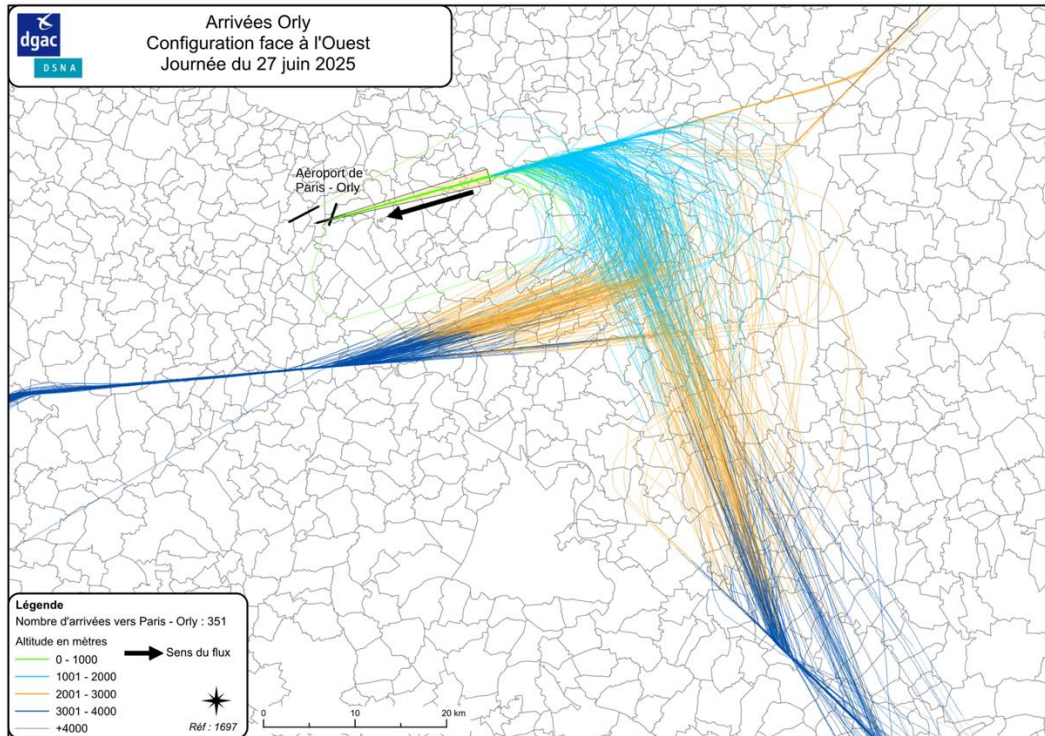 dgac
DSNA
Arrivées Orly
Configuration face à l'Ouest
Journée du 27 juin 2025
Aéroport de
Paris - Orly
Légende
Nombre d'arrivées vers Paris - Orly : 351
Altitude en mètres
Sens du flux
0 - 1000
1001 - 2000
2001 - 3000
3001 - 4000
+4000
Réf : 1697
0 10 20 km